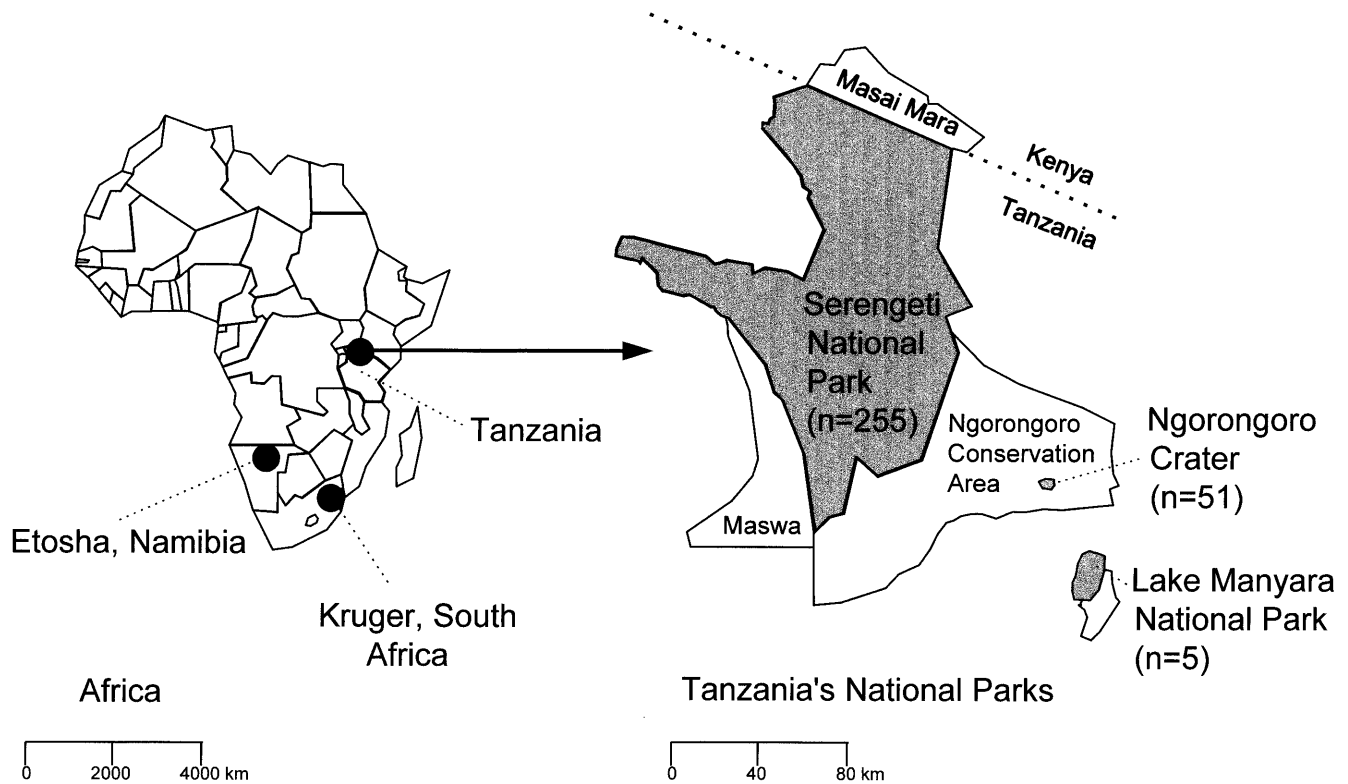 Masai Mara
Kenya
Tanzania
Serengeti
National
Park
(n=255)
Ngorongoro
Conservation
Area
Ngorongoro
Crater
(n=51)
Maswa
Lake Manyara
National Park
(n=5)
Tanzania
Etosha, Namibia
Kruger, South
Africa
Africa
0 2000 4000 km
Tanzania's National Parks
0 40 80 km